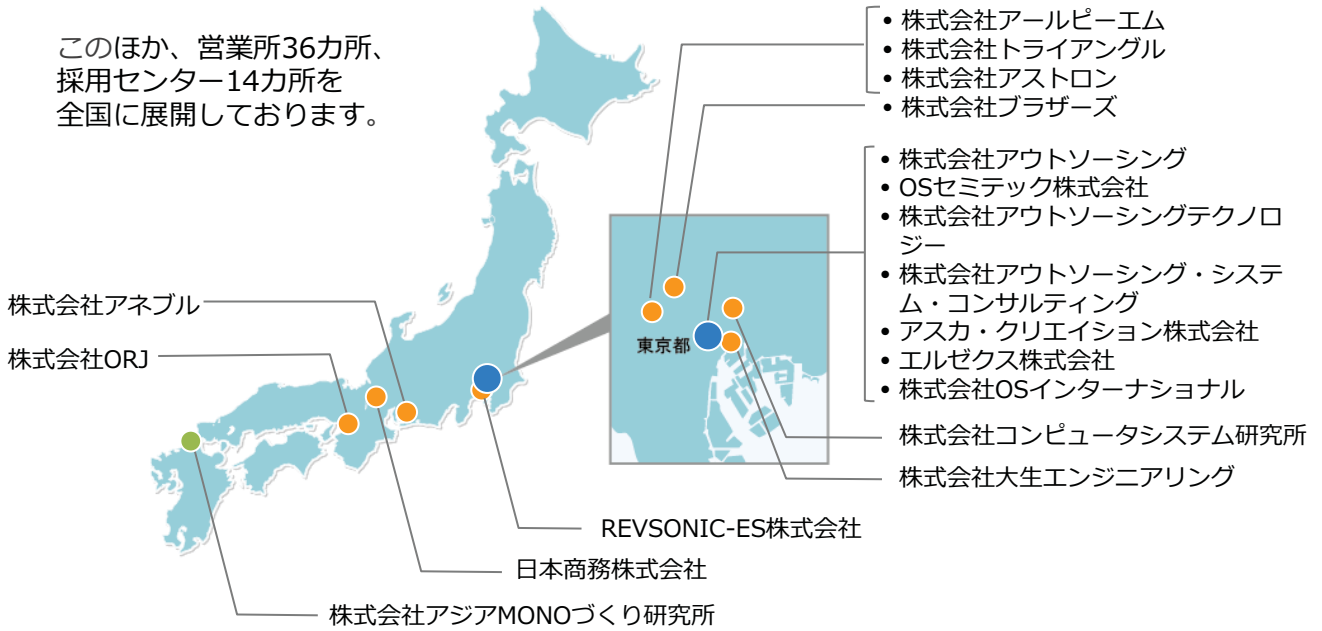 このほか、営業所36カ所、
採用センター14カ所を
全国に展開しております。
• 株式会社アールピーエム
• 株式会社トライアングル
• 株式会社アストロン
• 株式会社ブラザーズ
• 株式会社アウトソーシング
• OSセミテック株式会社
• 株式会社アウトソーシングテクノロ
ジー
• 株式会社アウトソーシング・システ
ム・コンサルティング
• アスカ・クリエイション株式会社
• エルゼクス株式会社
• 株式会社OSインターナショナル
株式会社コンピュータシステム研究所
株式会社大生エンジニアリング
東京都
株式会社アネブル
株式会社ORJ
REVSONIC-ES株式会社
日本商務株式会社
株式会社アジアMONOづくり研究所